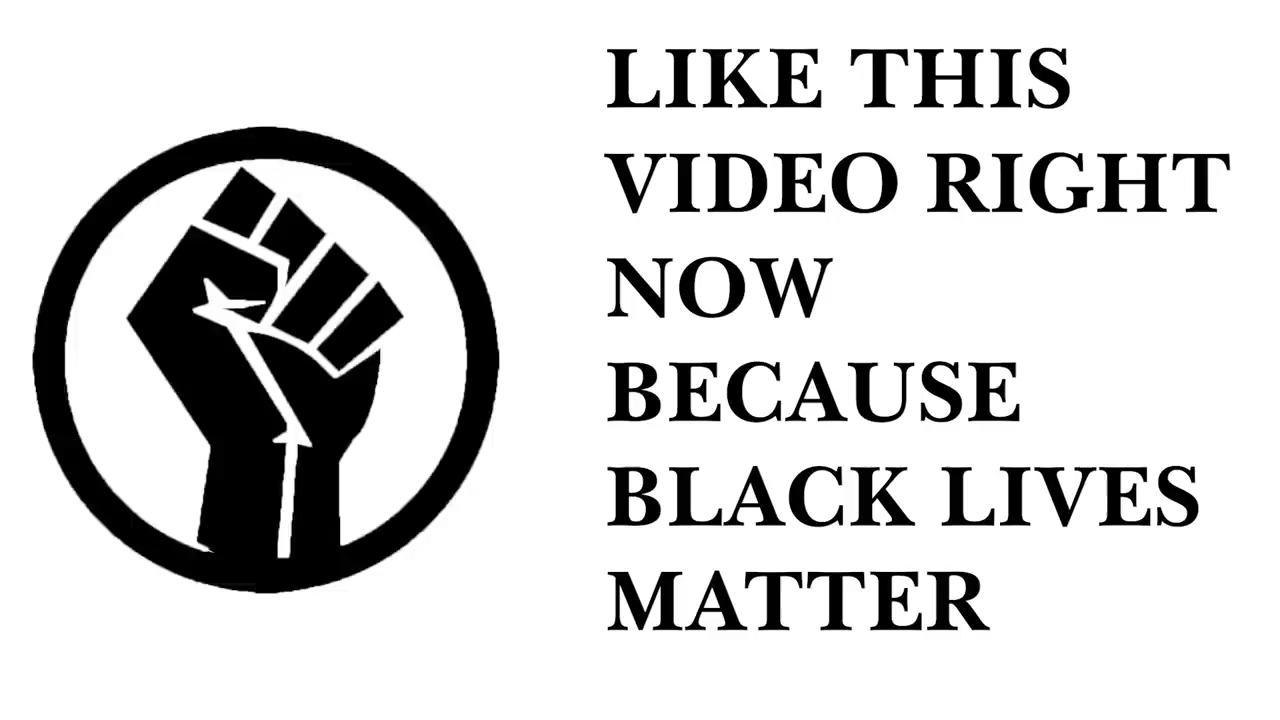 LIKE THIS
VIDEO RIGHT
NOW
BECAUSE
BLACK LIVES
MATTER